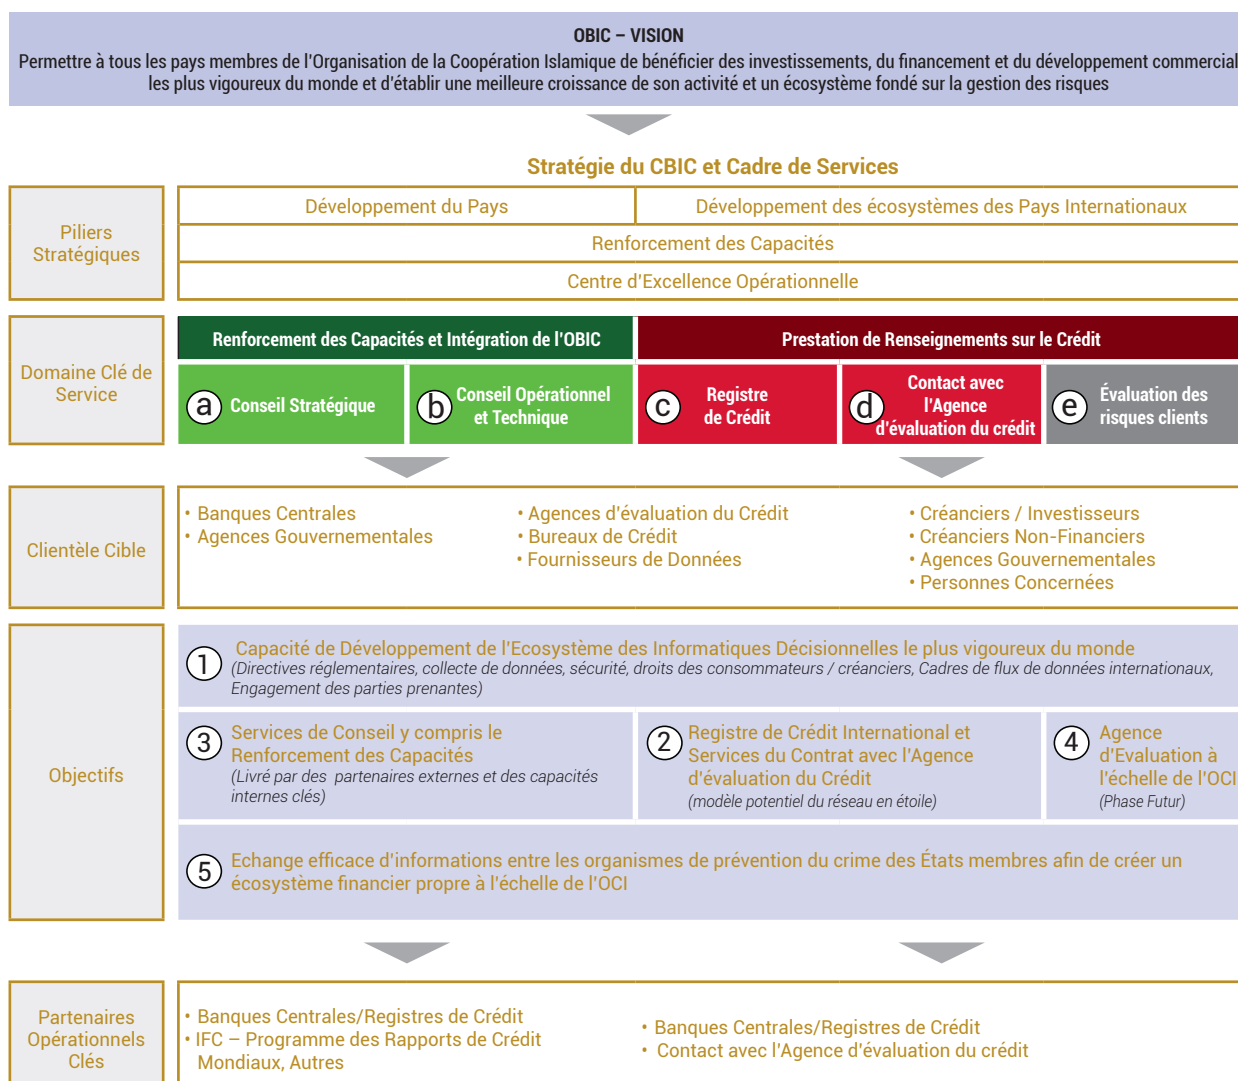 OBIC – VISION
Permettre à tous les pays membres de l'Organisation de la Coopération Islamique de bénéficier des investissements, du financement et du développement commercial
les plus vigoureux du monde et d'établir une meilleure croissance de son activité et un écosystème fondé sur la gestion des risques
Stratégie du CBIC et Cadre de Services
Piliers
Stratégiques
Développement du Pays
Développement des écosystèmes des Pays Internationaux
Renforcement des Capacités
Centre d'Excellence Opérationnelle
Domaine Clé de
Service
Renforcement des Capacités et Intégration de l'OBIC
Prestation de Renseignements sur le Crédit
a Conseil Stratégique
b Conseil Opérationnel
et Technique
c Registre
de Crédit
d Contact avec
l'Agence
d'évaluation du crédit
e Évaluation des
risques clients
Clientèle Cible
• Banques Centrales
• Agences Gouvernementales
• Agences d'évaluation du Crédit
• Bureaux de Crédit
• Fournisseurs de Données
• Créanciers / Investisseurs
• Créanciers Non-Financiers
• Agences Gouvernementales
• Personnes Concernées
Objectifs
1 Capacité de Développement de l'Ecosystème des Informatiques Décisionnelles le plus vigoureux du monde
(Directives réglementaires, collecte de données, sécurité, droits des consommateurs / créanciers, Cadres de flux de données internationaux,
Engagement des parties prenantes)
3 Services de Conseil y compris le
Renforcement des Capacités
(Livré par des partenaires externes et des capacités
internes clés)
2 Registre de Crédit International et
Services du Contrat avec l'Agence
d'évaluation du Crédit
(modèle potentiel du réseau en étoile)
4 Agence
d'Evaluation à
l'échelle de l'OCI
(Phase Futur)
5 Echange efficace d'informations entre les organismes de prévention du crime des États membres afin de créer un
écosystème financier propre à l'échelle de l'OCI
Partenaires
Opérationnels
Clés
• Banques Centrales/Registres de Crédit
• IFC – Programme des Rapports de Crédit
Mondiaux, Autres
• Banques Centrales/Registres de Crédit
• Contact avec l'Agence d'évaluation du crédit